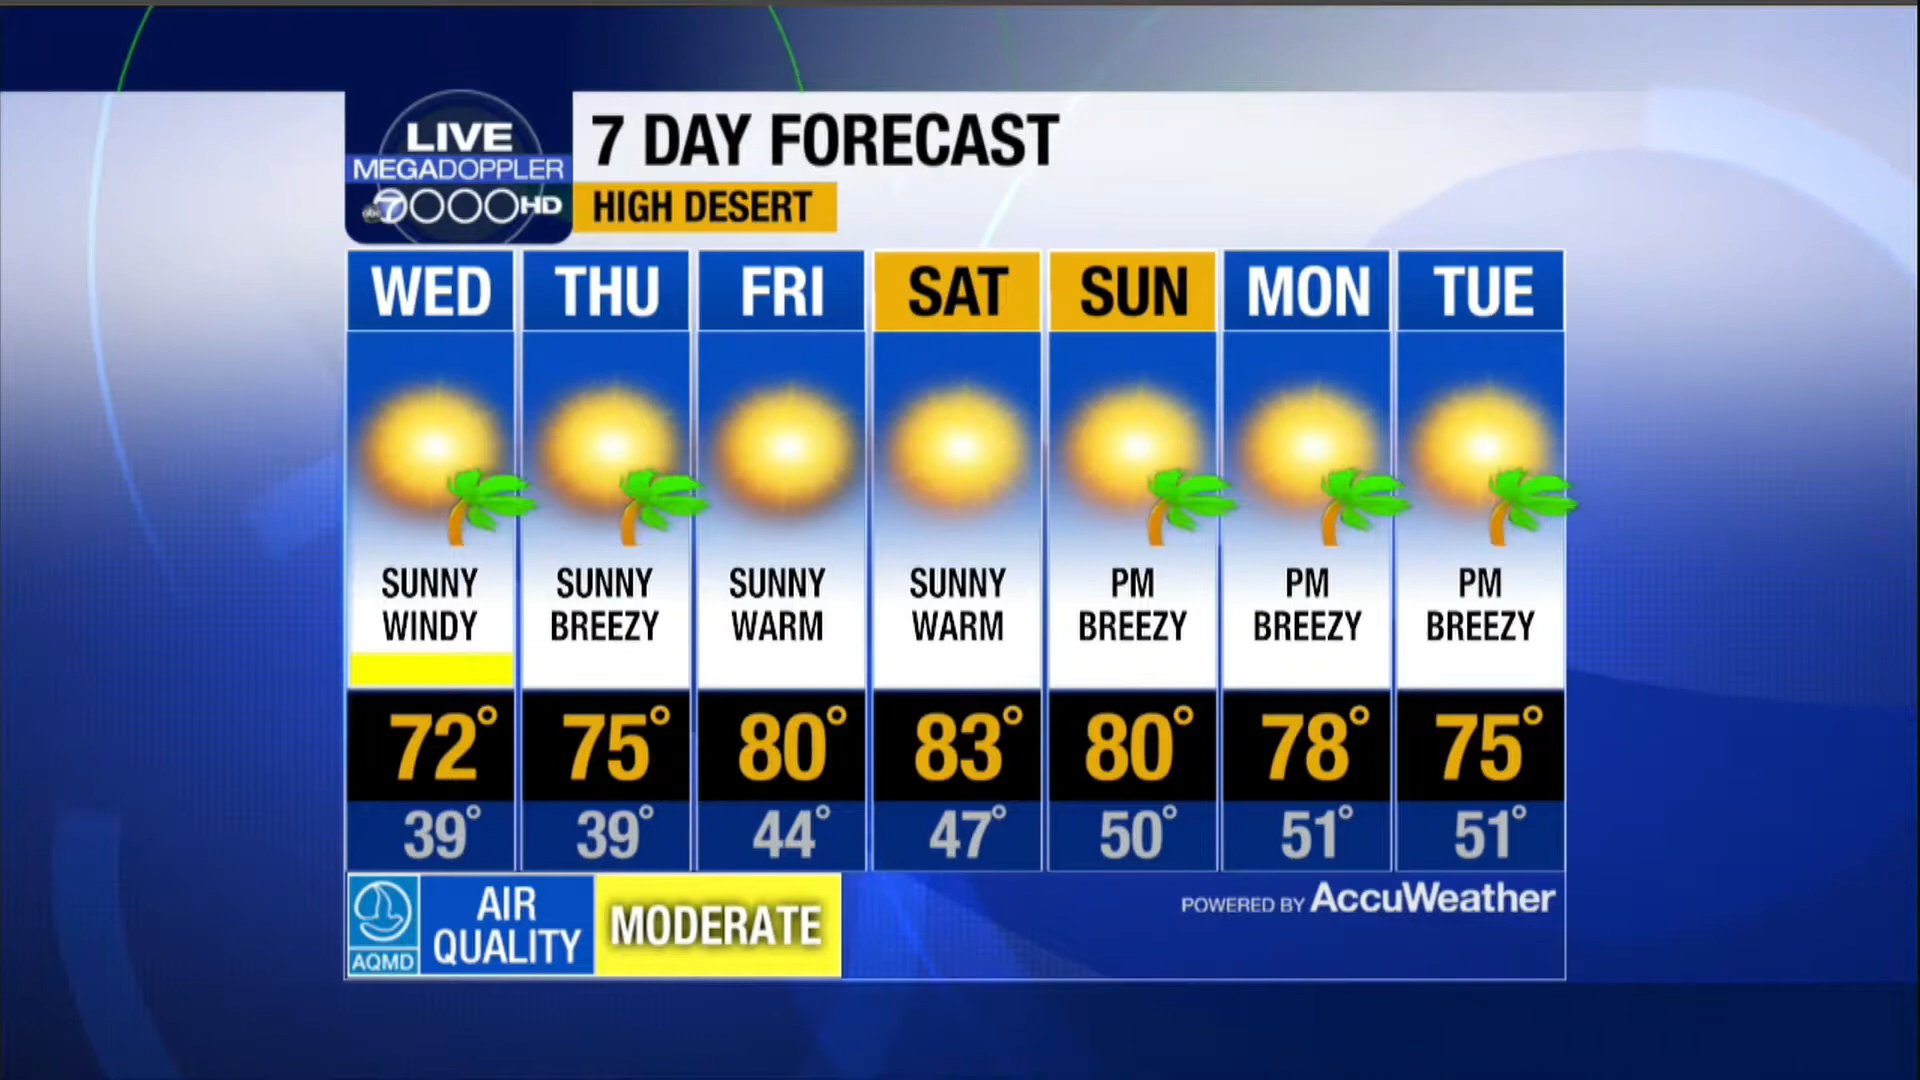 LIVE
MEGADOPPLER
abc 7000HD
7 DAY FORECAST
HIGH DESERT
WED THU FRI SAT SUN MON TUE
SUNNY SUNNY SUNNY SUNNY PM PM PM
WINDY BREEZY WARM WARM BREEZY BREEZY BREEZY
72° 75° 80° 83° 80° 78° 75°
39° 39° 44° 47° 50° 51° 51°
AQMD
AIR
QUALITY
MODERATE
POWERED BY AccuWeather